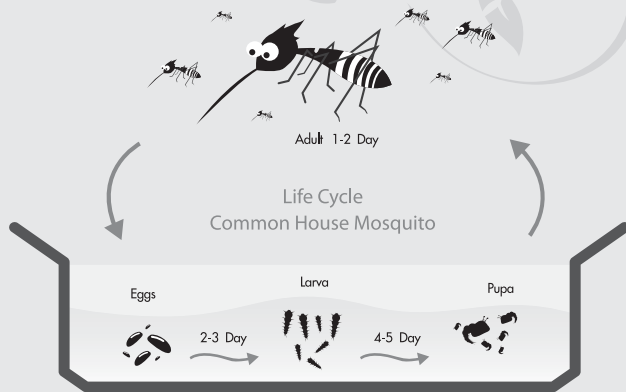 Adult 1-2 Day
Life Cycle
Common House Mosquito
Eggs
2-3 Day
Larva
4-5 Day
Pupa